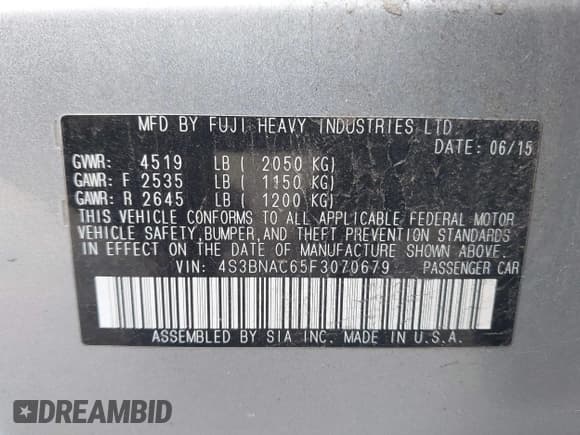 MFD BY FUJI HEAVY INDUSTRIES LTD
DATE: 06/15
GVWR: 4519 LB ( 2050 KG)
GAWR: F 2535 LB ( 1150 KG)
GAWR: R 2645 LB ( 1200 KG)
THIS VEHICLE CONFORMS TO ALL APPLICABLE FEDERAL MOTOR
VEHICLE SAFETY,BUMPER,AND THEFT PREVENTION STANDARDS
IN EFFECT ON THE DATE OF MANUFACTURE SHOWN ABOVE.
VIN: 4S3BNAC65F3070679 PASSENGER CAR
ASSEMBLED BY SIA INC. MADE IN U.S.A.
DREAMBID